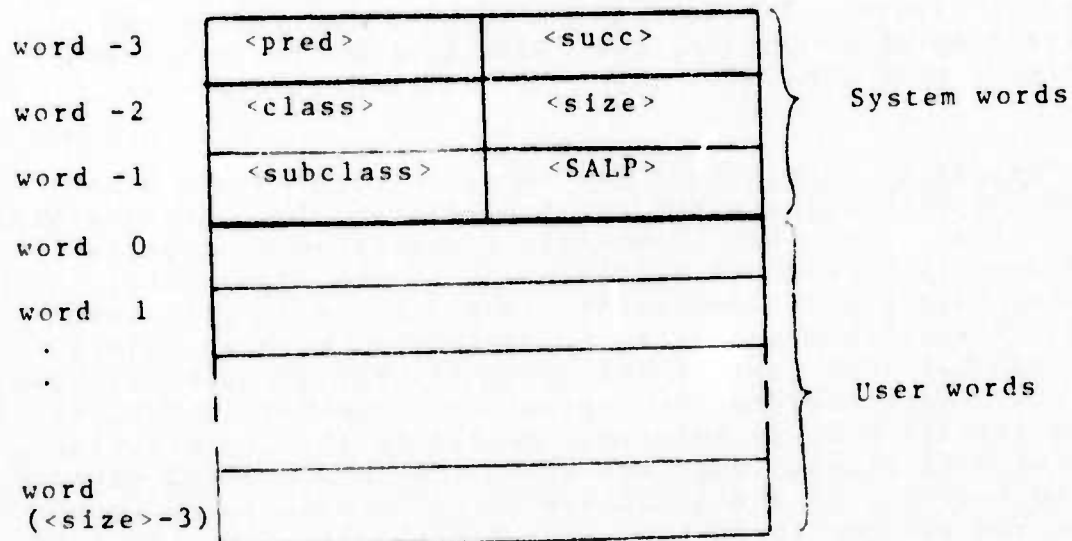 word -3 <pred> <succ>
word -2 <class> <size> System words
word -1 <subclass> <SALP>
word 0
word 1
.
. User words
word
(<size>-3)